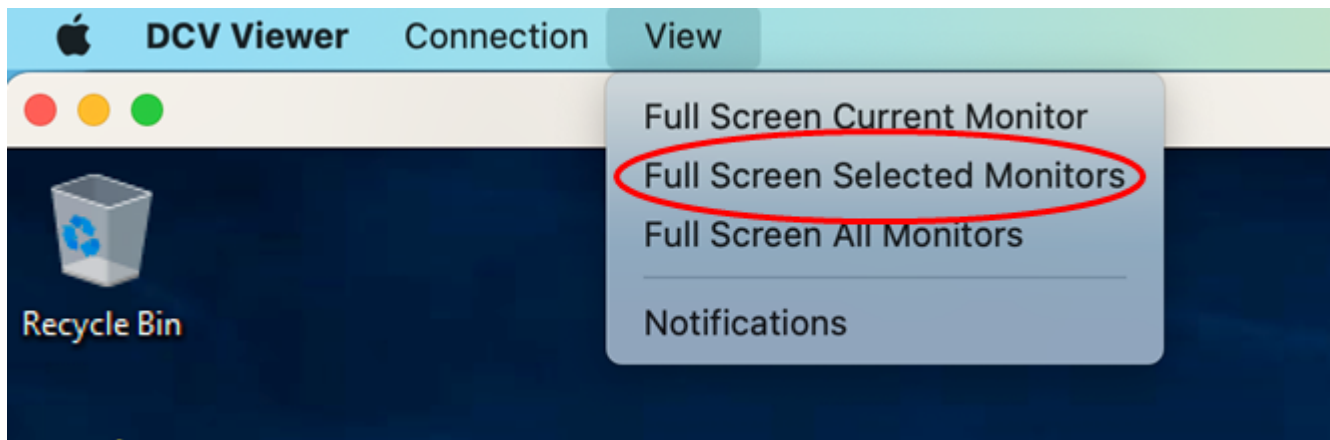 DCV Viewer Connection View
Full Screen Current Monitor
Full Screen Selected Monitors
Full Screen All Monitors
Notifications
Recycle Bin